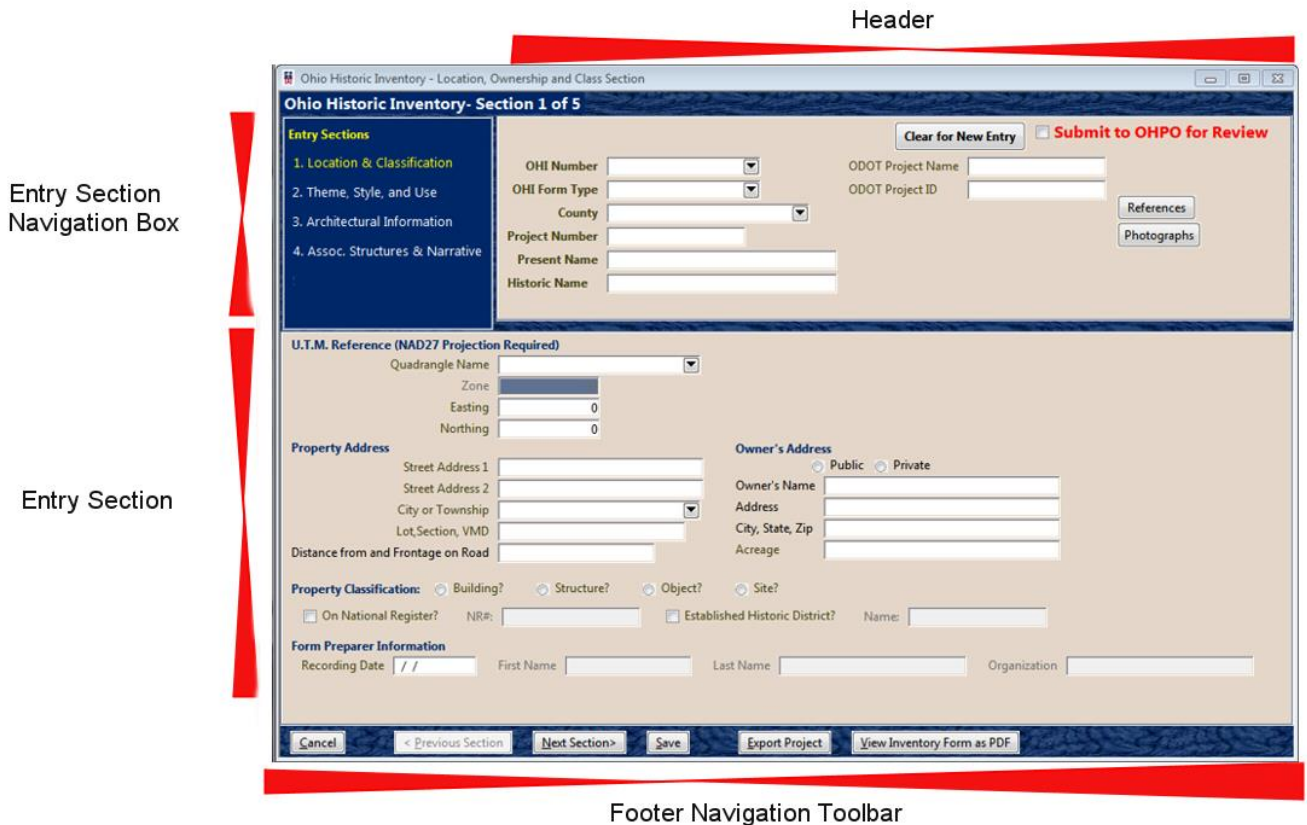 Header
Ohio Historic Inventory - Location, Ownership and Class Section
Ohio Historic Inventory- Section 1 of 5
Entry Section
Navigation Box
Entry Sections
1. Location & Classification
2. Theme, Style, and Use
3. Architectural Information
4. Assoc. Structures & Narrative
Clear for New Entry Submit to OHPO for Review
OHI Number ODOT Project Name
OHI Form Type ODOT Project ID
County References
Project Number Photographs
Present Name
Historic Name
Entry Section
U.T.M. Reference (NAD27 Projection Required)
Quadrangle Name
Zone
Easting 0
Northing 0
Property Address
Street Address 1
Street Address 2
City or Township
Lot,Section, VMD
Distance from and Frontage on Road
Owner's Address
Public Private
Owner's Name
Address
City, State, Zip
Acreage
Property Classification: Building? Structure? Object? Site?
On National Register? NR#: Established Historic District? Name:
Form Preparer Information
Recording Date / / First Name Last Name Organization
Cancel < Previous Section Next Section> Save Export Project View Inventory Form as PDF
Footer Navigation Toolbar